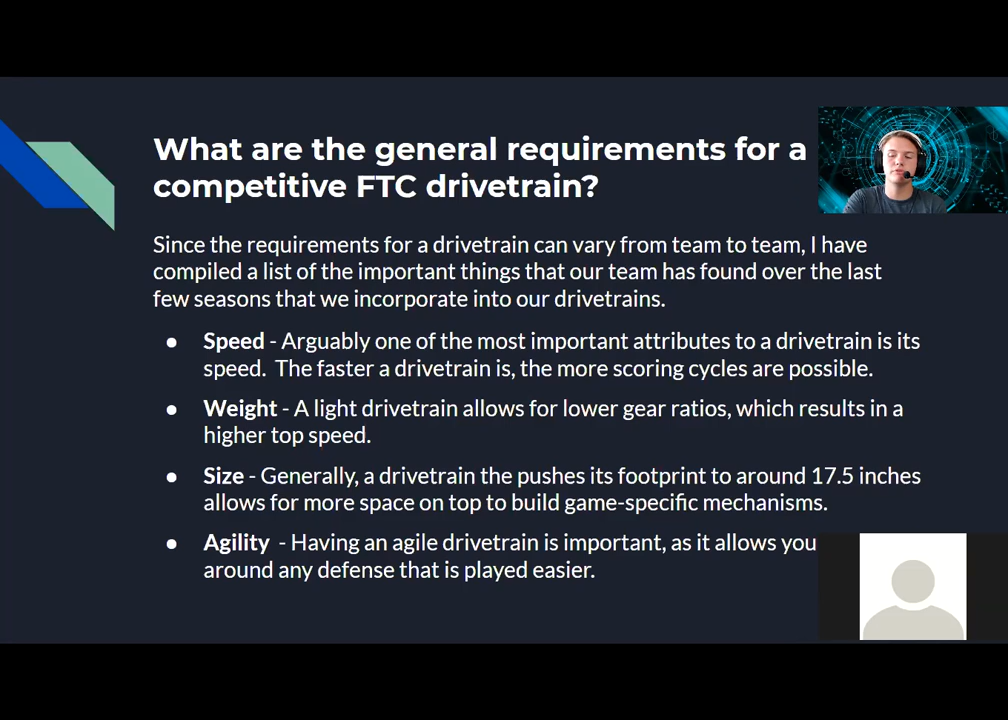 What are the general requirements for a
competitive FTC drivetrain?
Since the requirements for a drivetrain can vary from team to team, I have
compiled a list of the important things that our team has found over the last
few seasons that we incorporate into our drivetrains.
● Speed - Arguably one of the most important attributes to a drivetrain is its
speed. The faster a drivetrain is, the more scoring cycles are possible.
● Weight - A light drivetrain allows for lower gear ratios, which results in a
higher top speed.
● Size - Generally, a drivetrain the pushes its footprint to around 17.5 inches
allows for more space on top to build game-specific mechanisms.
● Agility - Having an agile drivetrain is important, as it allows you
around any defense that is played easier.